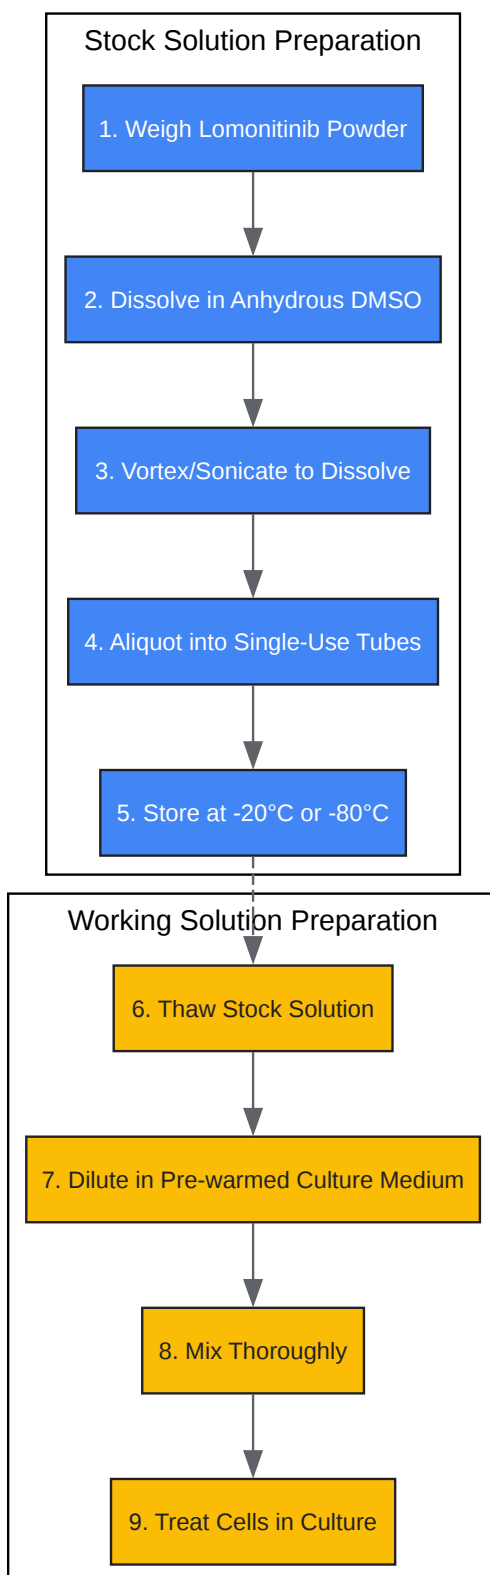 Stock Solution Preparation
1. Weigh Lomonitinib Powder
2. Dissolve in Anhydrous DMSO
3. Vortex/Sonicate to Dissolve
4. Aliquot into Single-Use Tubes
5. Store at -20°C or -80°C
Working Solution Preparation
6. Thaw Stock Solution
7. Dilute in Pre-warmed Culture Medium
8. Mix Thoroughly
9. Treat Cells in Culture